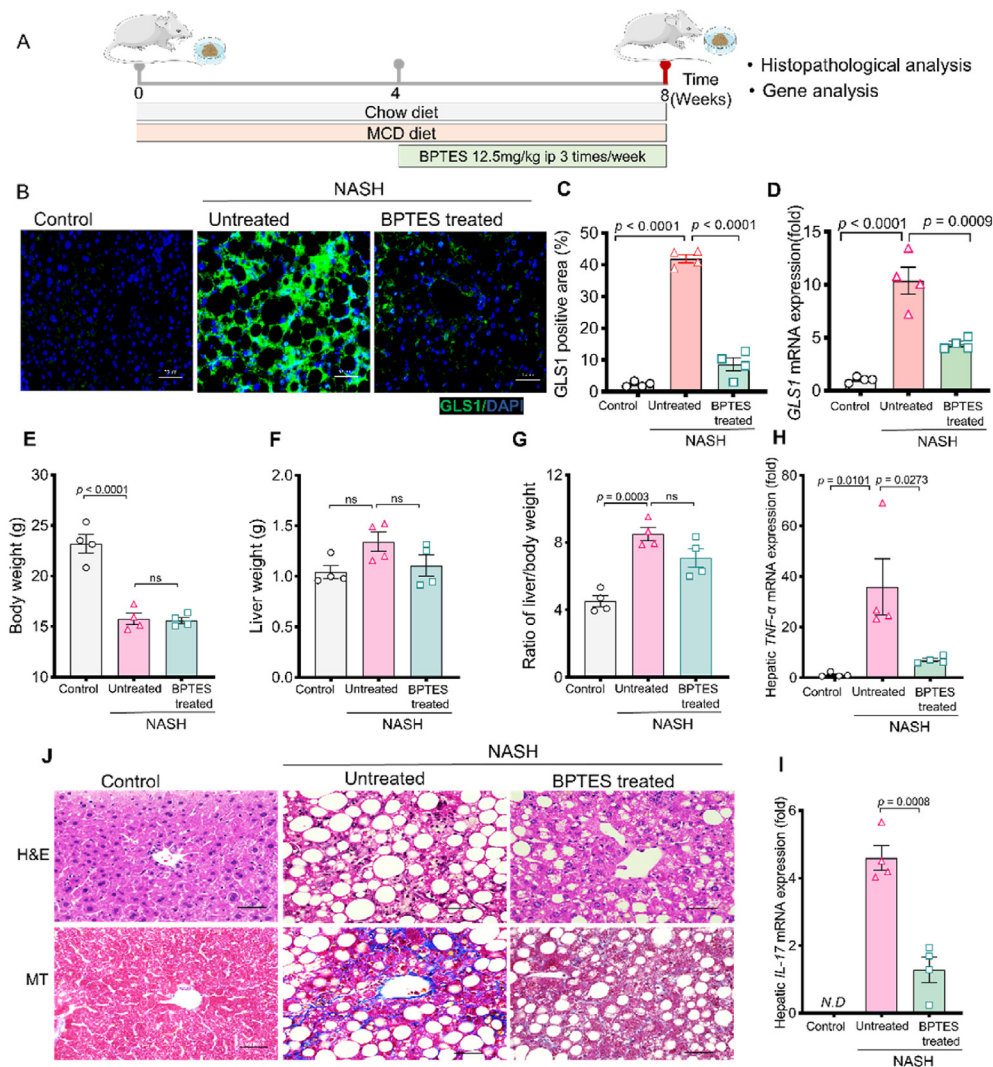 A
0
4
8
Time
(Weeks)
Chow diet
MCD diet
BPTES 12.5mg/kg ip 3 times/week
• Histopathological analysis
• Gene analysis
B
NASH
Control
Untreated
BPTES treated
GLS1/DAPI
C
p < 0.0001
p < 0.0001
GLS1 positive area (%)
50
40
30
20
10
0
Control
Untreated
BPTES
treated
NASH
D
p < 0.0001
p = 0.0009
GLS1 mRNA expression(fold)
15
10
5
0
Control
Untreated
BPTES
treated
NASH
E
p < 0.0001
ns
Body weight (g)
30
25
20
15
10
Control
Untreated
BPTES
treated
NASH
F
ns
ns
Liver weight (g)
2.0
1.5
1.0
0.5
0.0
Control
Untreated
BPTES
treated
NASH
G
p = 0.0003
ns
Ratio of liver/body weight
12
8
4
0
Control
Untreated
BPTES
treated
NASH
H
p = 0.0101
p = 0.0273
Hepatic TNF-α mRNA expression (fold)
80
60
40
20
0
Control
Untreated
BPTES
treated
NASH
J
NASH
Control
Untreated
BPTES treated
H&E
MT
I
p = 0.0008
Hepatic IL-17 mRNA expression (fold)
6
4
2
0
N.D
Control
Untreated
BPTES
treated
NASH